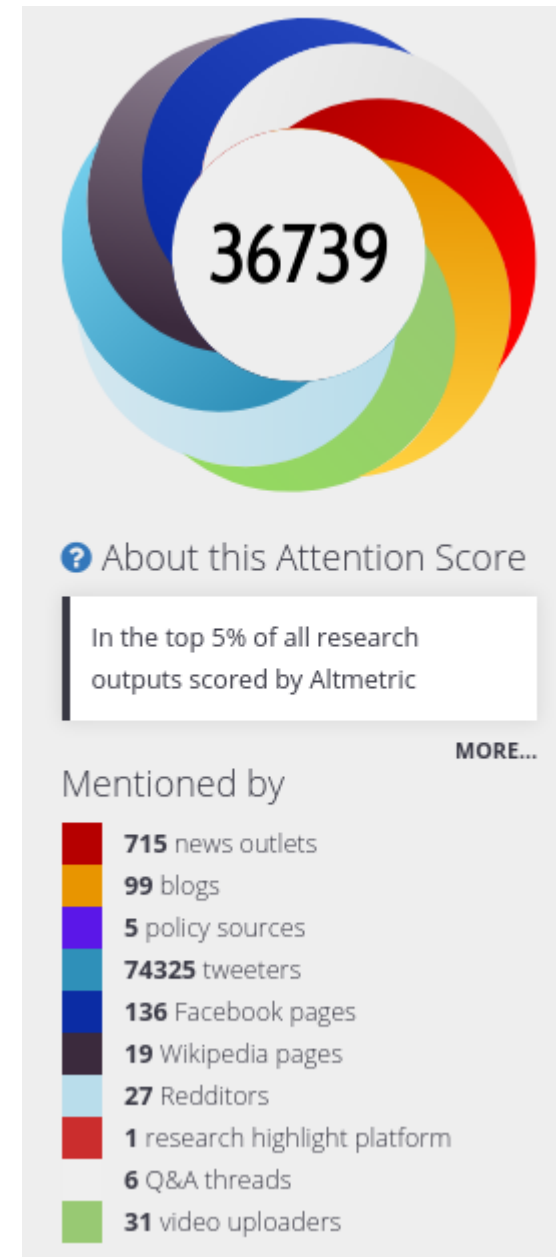 36739
? About this Attention Score
In the top 5% of all research
outputs scored by Altmetric
MORE...
Mentioned by
715 news outlets
99 blogs
5 policy sources
74325 tweeters
136 Facebook pages
19 Wikipedia pages
27 Redditors
1 research highlight platform
6 Q&A threads
31 video uploaders